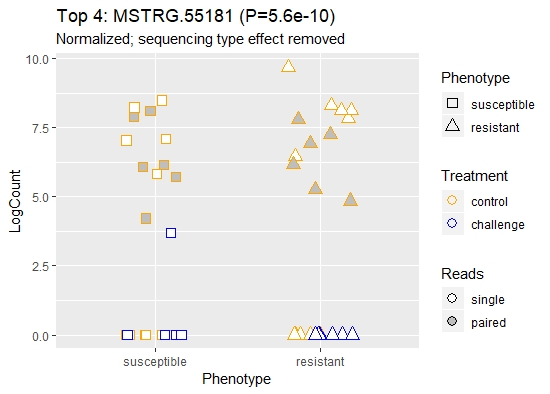 Top 4: MSTRG.55181 (P=5.6e-10)
Normalized; sequencing type effect removed
LogCount
10.0
7.5
5.0
2.5
0.0
susceptible
resistant
Phenotype
Phenotype
susceptible
resistant
Treatment
control
challenge
Reads
single
paired